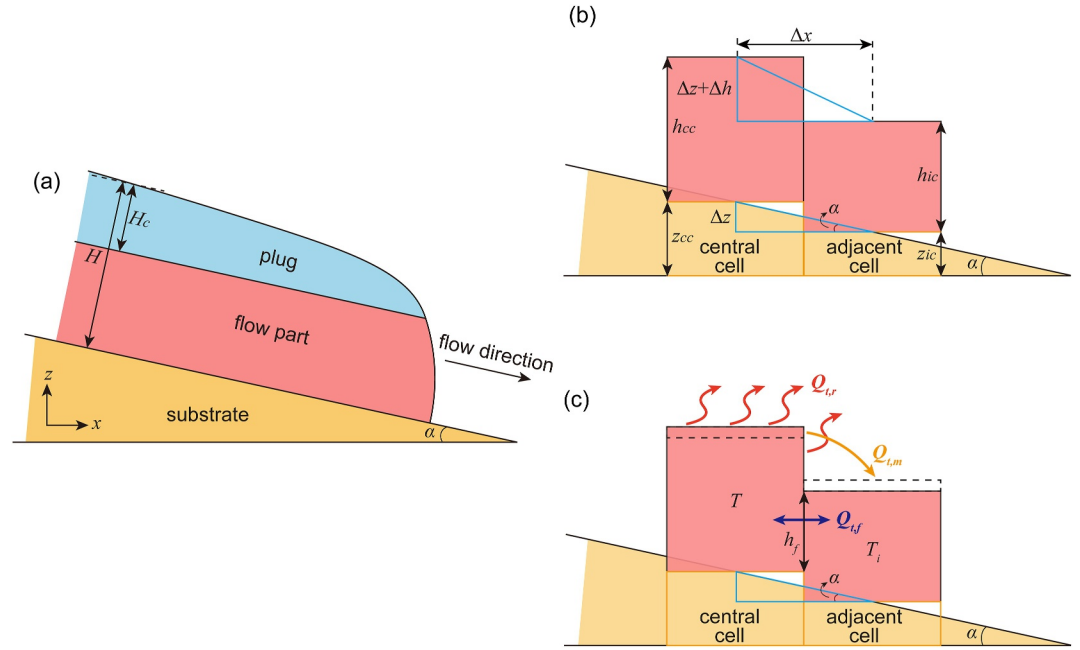 (a)
H
Hc
plug
flow part
flow direction
substrate
z
x
α
(b)
Δx
Δz+Δh
hcc
hic
Δz
α
zcc
zic
central
cell
adjacent
cell
α
(c)
Qt,r
Qt,m
T
Qt,f
hf
Ti
α
central
cell
adjacent
cell
α